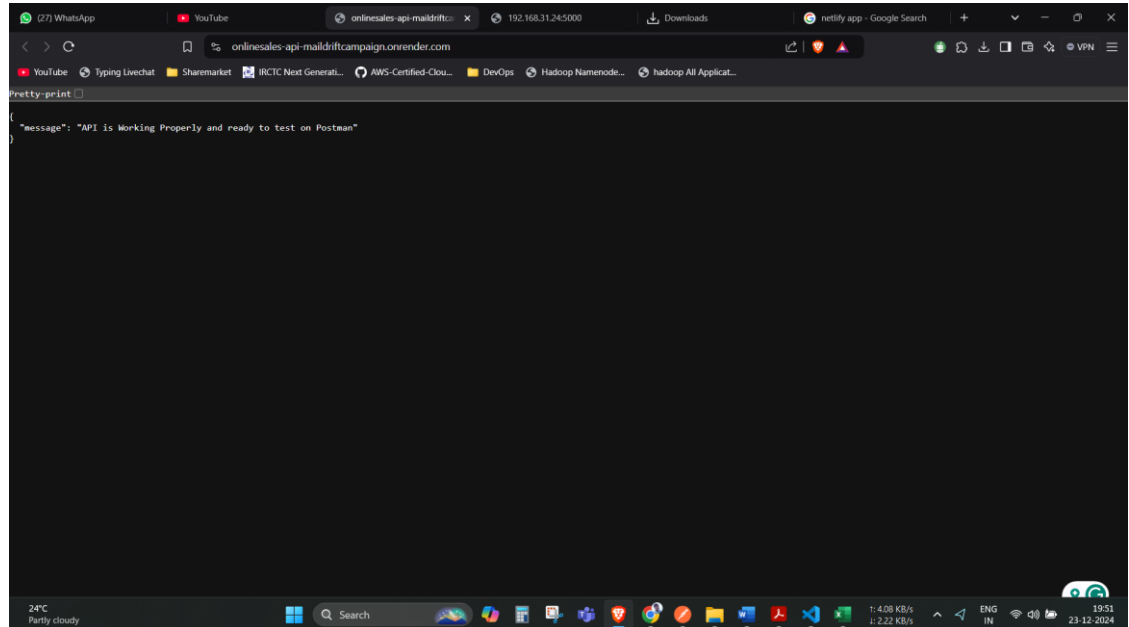 (27) WhatsApp
YouTube
onlinesales-api-maildriftca
192.168.31.24:5000
Downloads
netlify app - Google Search
onlinesales-api-maildriftcampaign.onrender.com
VPN
YouTube
Typing Livechat
Sharemarket
IRCTC Next Generati...
AWS-Certified-Clou...
DevOps
Hadoop Namenode...
hadoop All Applicat...
Pretty-print
{
"message": "API is Working Properly and ready to test on Postman"
}
24°C
Partly cloudy
Search
↑: 4.08 KB/s
↓: 2.22 KB/s
ENG
IN
19:51
23-12-2024